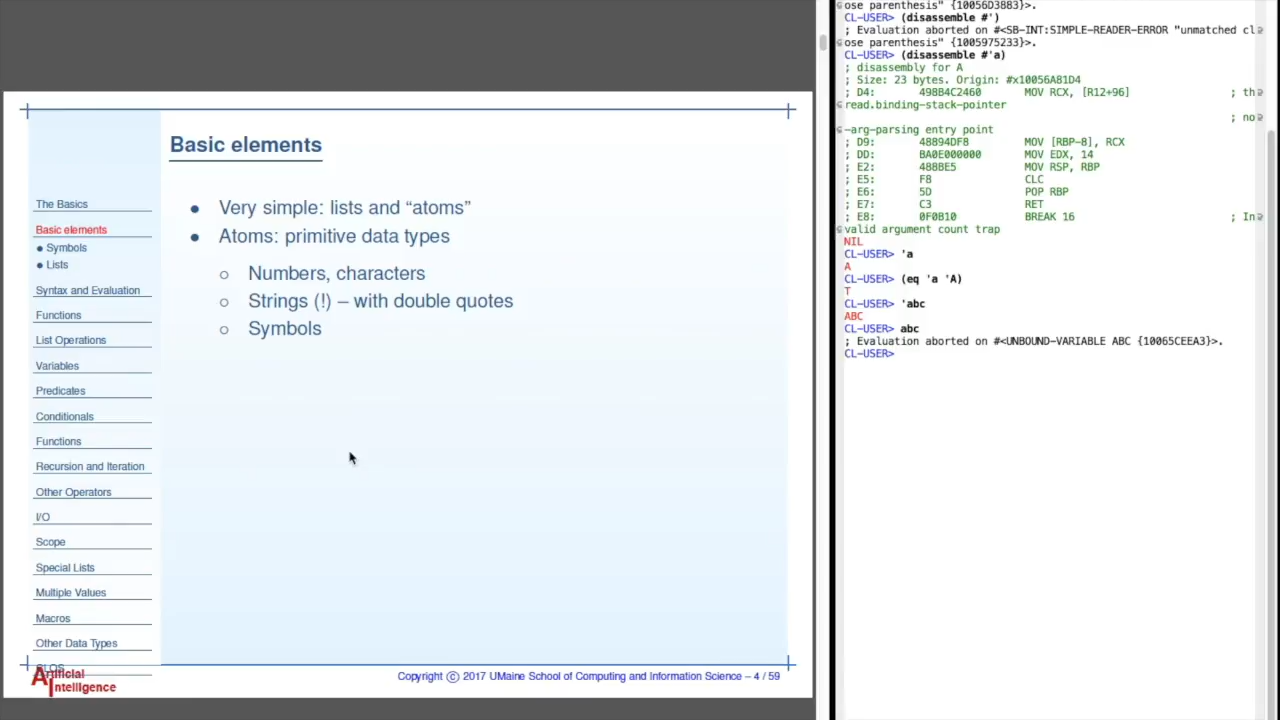 Basic elements
● Very simple: lists and “atoms”
● Atoms: primitive data types
○ Numbers, characters
○ Strings (!) – with double quotes
○ Symbols
The Basics
Basic elements
● Symbols
● Lists
Syntax and Evaluation
Functions
List Operations
Variables
Predicates
Conditionals
Functions
Recursion and Iteration
Other Operators
I/O
Scope
Special Lists
Multiple Values
Macros
Other Data Types
CLOS
Artificial
Intelligence
Copyright © 2017 UMaine School of Computing and Information Science – 4 / 59
ose parenthesis" {10056D3883}>.
CL-USER> (disassemble #')
; Evaluation aborted on #<SB-INT:SIMPLE-READER-ERROR "unmatched cl
ose parenthesis" {1005975233}>.
CL-USER> (disassemble #'a)
; disassembly for A
; Size: 23 bytes. Origin: #x10056A81D4
; D4: 498B4C2460 MOV RCX, [R12+96] ; th
read.binding-stack-pointer
; no
-arg-parsing entry point
; D9: 48894DF8 MOV [RBP-8], RCX
; DD: BA0E000000 MOV EDX, 14
; E2: 488BE5 MOV RSP, RBP
; E5: F8 CLC
; E6: 5D POP RBP
; E7: C3 RET
; E8: 0F0B10 BREAK 16 ; In
valid argument count trap
NIL
CL-USER> 'a
A
CL-USER> (eq 'a 'A)
T
CL-USER> 'abc
ABC
CL-USER> abc
; Evaluation aborted on #<UNBOUND-VARIABLE ABC {10065CEEA3}>.
CL-USER>